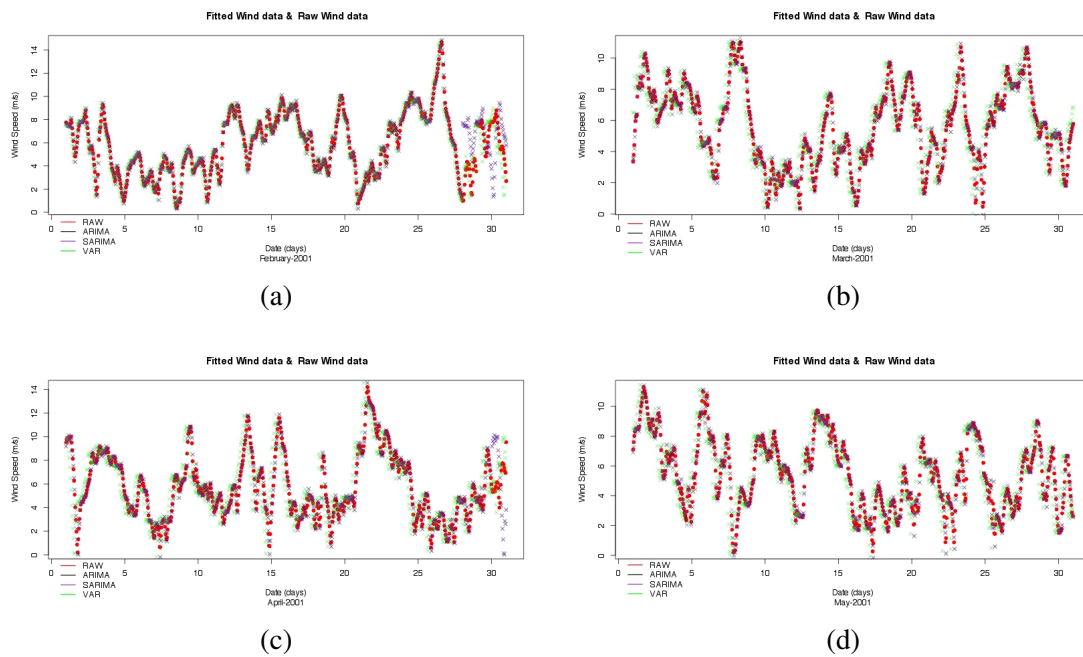 Fitted Wind data & Raw Wind data
Wind Speed (m/s)
14
12
10
8
6
4
2
0
0 5 10 15 20 25 30
RAW
ARIMA
SARIMA
VAR
Date (days)
February-2001
(a)
Fitted Wind data & Raw Wind data
Wind Speed (m/s)
10
8
6
4
2
0
0 5 10 15 20 25 30
RAW
ARIMA
SARIMA
VAR
Date (days)
March-2001
(b)
Fitted Wind data & Raw Wind data
Wind Speed (m/s)
14
12
10
8
6
4
2
0
0 5 10 15 20 25 30
RAW
ARIMA
SARIMA
VAR
Date (days)
April-2001
(c)
Fitted Wind data & Raw Wind data
Wind Speed (m/s)
10
8
6
4
2
0
0 5 10 15 20 25 30
RAW
ARIMA
SARIMA
VAR
Date (days)
May-2001
(d)